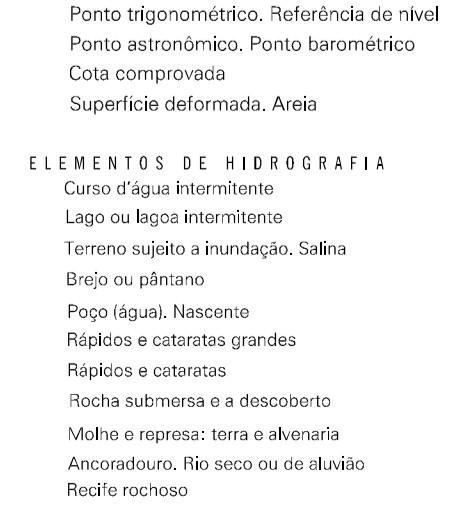 Ponto trigonométrico. Referência de nível
Ponto astronômico. Ponto barométrico
Cota comprovada
Superfície deformada. Areia
ELEMENTOS DE HIDROGRAFIA
Curso d'água intermitente
Lago ou lagoa intermitente
Terreno sujeito a inundação. Salina
Brejo ou pântano
Poço (água). Nascente
Rápidos e cataratas grandes
Rápidos e cataratas
Rocha submersa e a descoberto
Molhe e represa: terra e alvenaria
Ancoradouro. Rio seco ou de aluvião
Recife rochoso